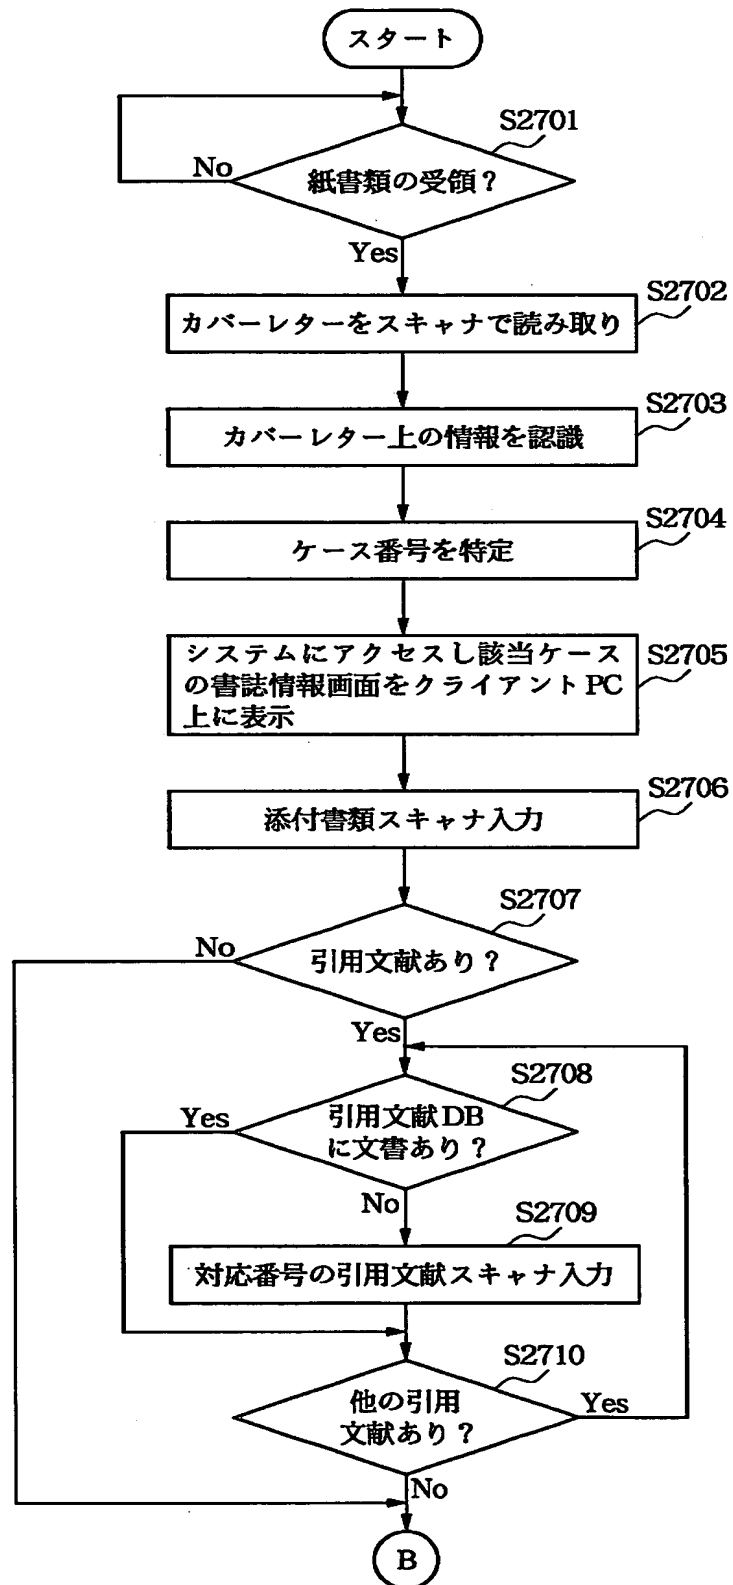 スタート
S2701
No
紙書類の受領？
Yes
S2702
カバーレターをスキャナで読み取り
S2703
カバーレター上の情報を認識
S2704
ケース番号を特定
S2705
システムにアクセスし該当ケース
の書誌情報画面をクライアントPC
上に表示
S2706
添付書類スキャナ入力
S2707
No
引用文献あり？
Yes
S2708
Yes
引用文献DB
に文書あり？
No
S2709
対応番号の引用文献スキャナ入力
S2710
他の引用
文献あり？
Yes
No
B